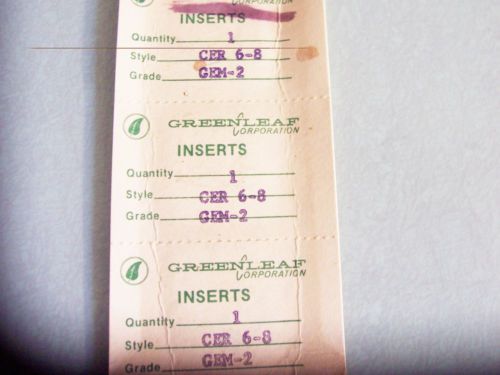 CORPORATION
INSERTS
Quantity 1
Style CER 6-8
Grade GEM-2
GREENLEAF
CORPORATION
INSERTS
Quantity 1
Style CER 6-8
Grade GEM-2
GREENLEAF
CORPORATION
INSERTS
Quantity 1
Style CER 6-8
Grade GEM-2